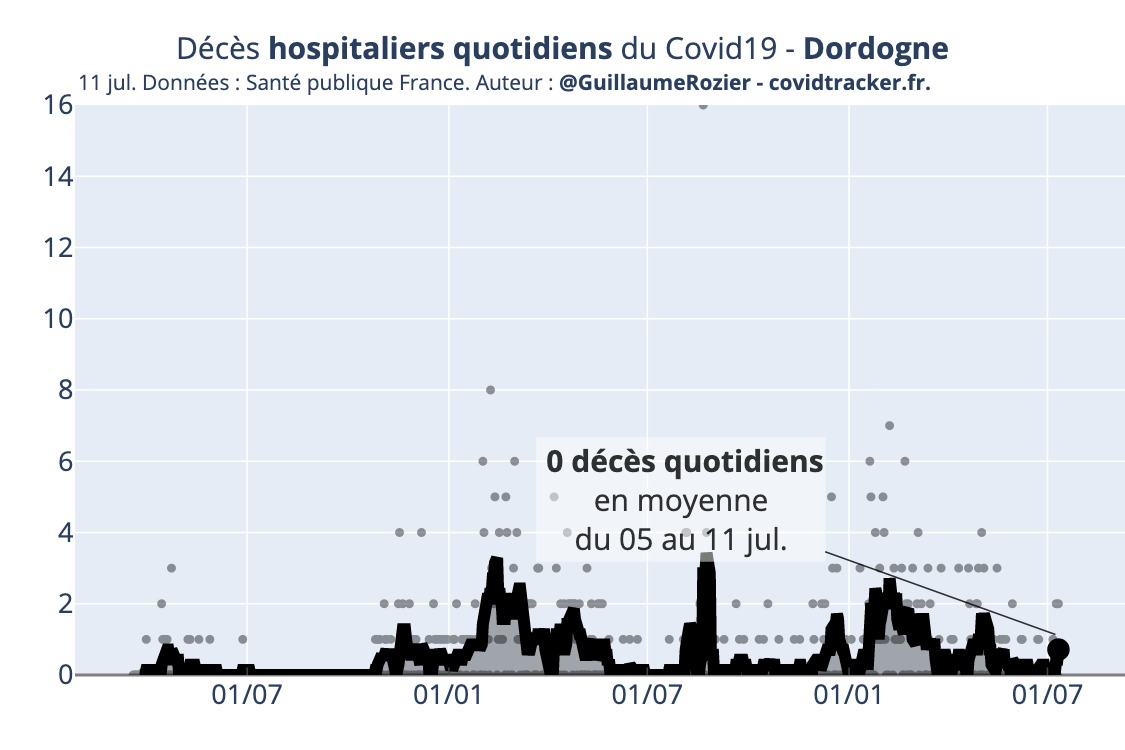 Décès hospitaliers quotidiens du Covid19 - Dordogne
11 jul. Données : Santé publique France. Auteur : @GuillaumeRozier - covidtracker.fr.
16
14
12
10
8
6
4
2
0
0 décès quotidiens
en moyenne
du 05 au 11 jul.
01/07
01/01
01/07
01/01
01/07